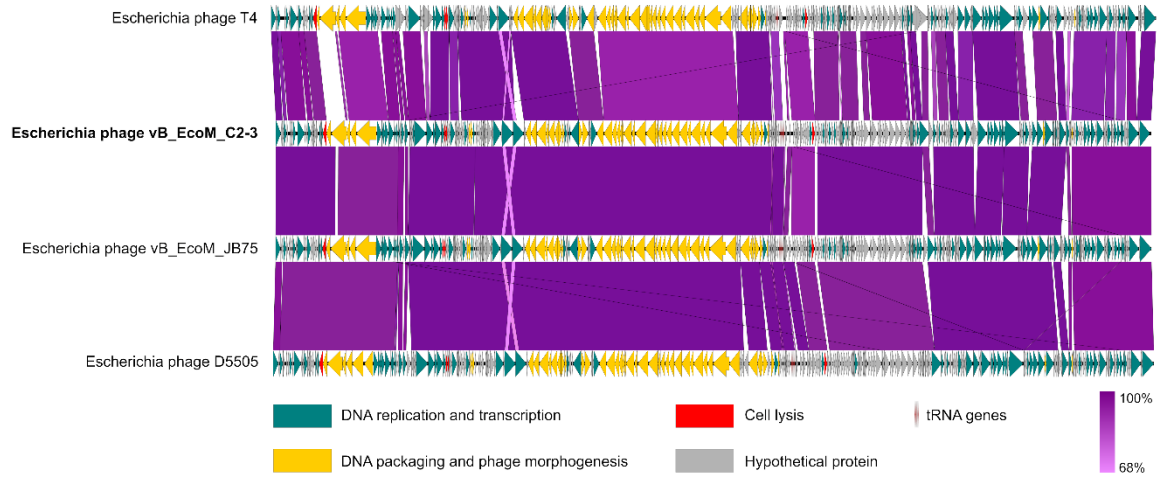 Escherichia phage T4
Escherichia phage vB_EcoM_C2-3
Escherichia phage vB_EcoM_JB75
Escherichia phage D5505
DNA replication and transcription
Cell lysis
tRNA genes
100%
DNA packaging and phage morphogenesis
Hypothetical protein
68%